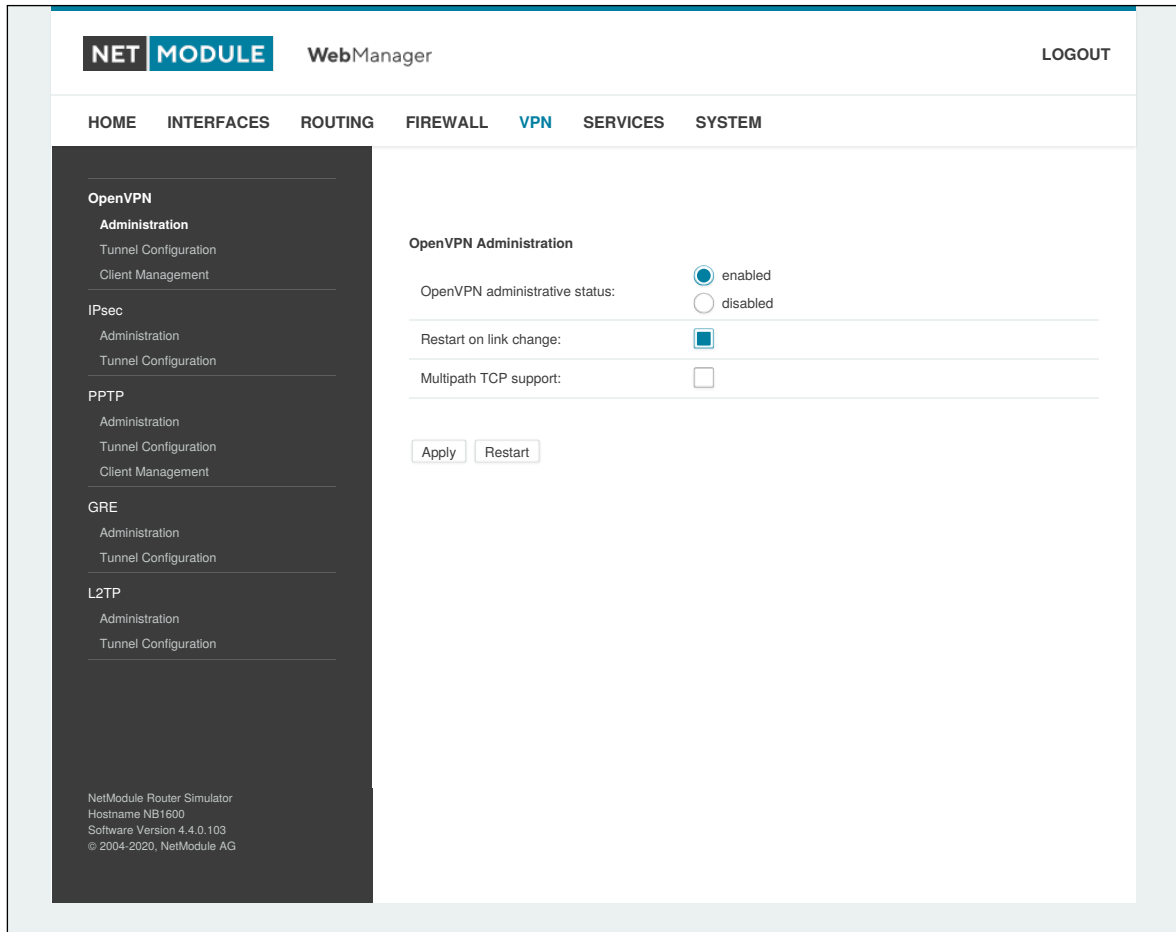 NET MODULE WebManager LOGOUT
HOME INTERFACES ROUTING FIREWALL VPN SERVICES SYSTEM
OpenVPN
Administration
Tunnel Configuration
Client Management
IPsec
Administration
Tunnel Configuration
PPTP
Administration
Tunnel Configuration
Client Management
GRE
Administration
Tunnel Configuration
L2TP
Administration
Tunnel Configuration
NetModule Router Simulator
Hostname NB1600
Software Version 4.4.0.103
© 2004-2020, NetModule AG
OpenVPN Administration
OpenVPN administrative status:
enabled
disabled
Restart on link change:
Multipath TCP support:
Apply Restart